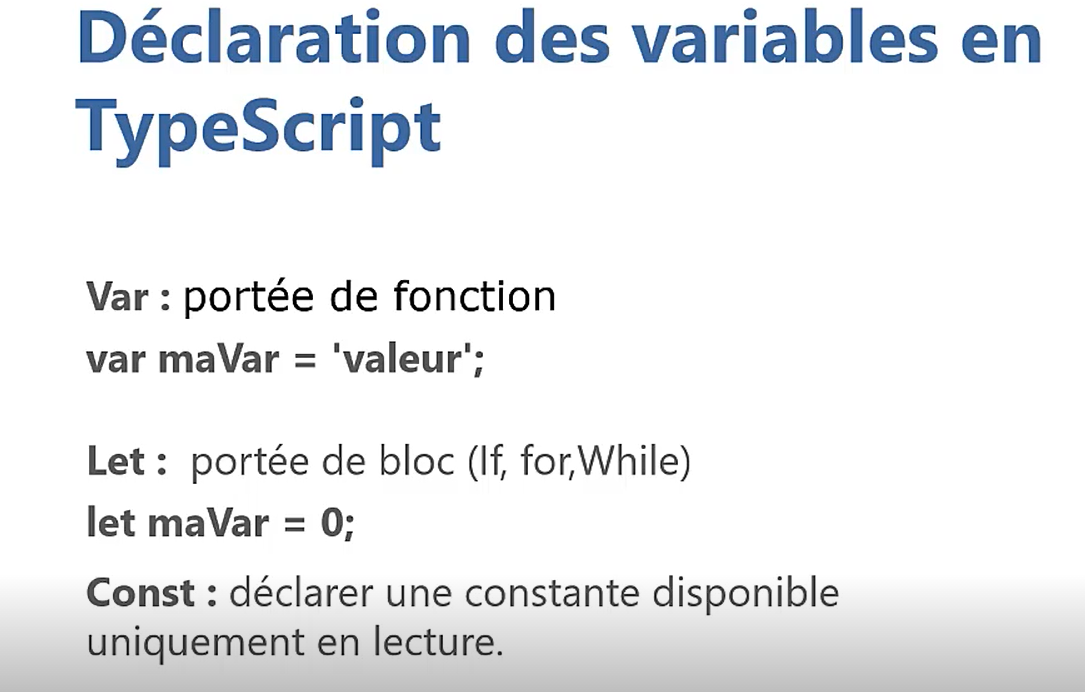 Déclaration des variables en
TypeScript
Var : portée de fonction
var maVar = 'valeur';
Let : portée de bloc (If, for,While)
let maVar = 0;
Const : déclarer une constante disponible
uniquement en lecture.